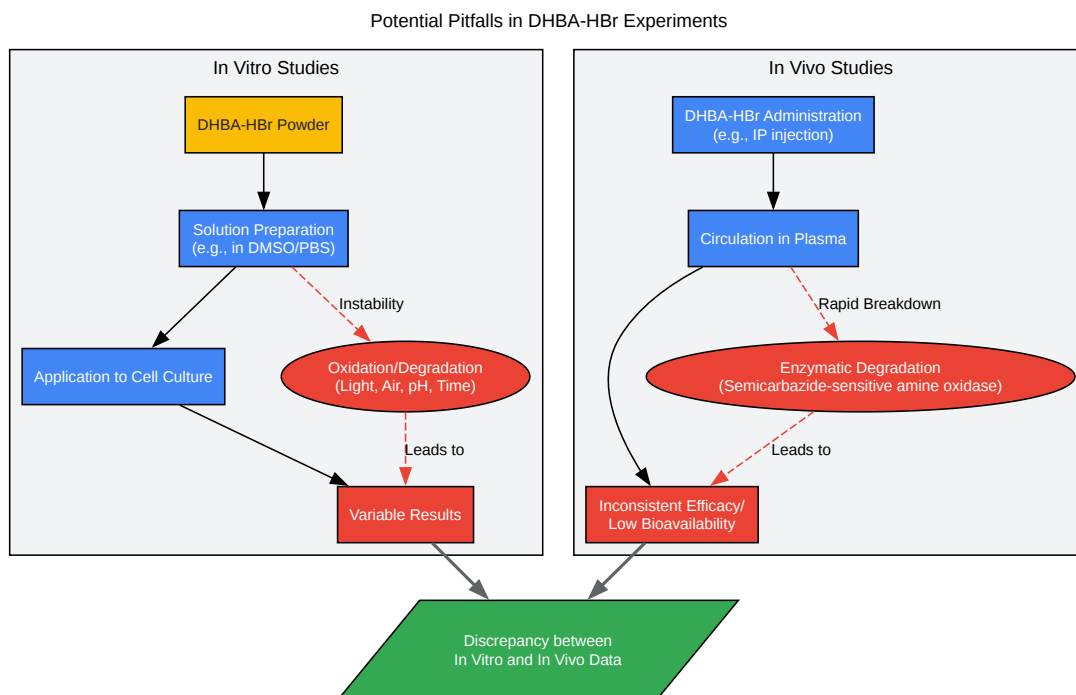 Potential Pitfalls in DHBA-HBr Experiments
In Vitro Studies
DHBA-HBr Powder
Solution Preparation
(e.g., in DMSO/PBS)
Instability
Application to Cell Culture
Oxidation/Degradation
(Light, Air, pH, Time)
Leads to
Variable Results
In Vivo Studies
DHBA-HBr Administration
(e.g., IP injection)
Circulation in Plasma
Rapid Breakdown
Enzymatic Degradation
(Semicarbazide-sensitive amine oxidase)
Leads to
Inconsistent Efficacy/
Low Bioavailability
Discrepancy between
In Vitro and In Vivo Data